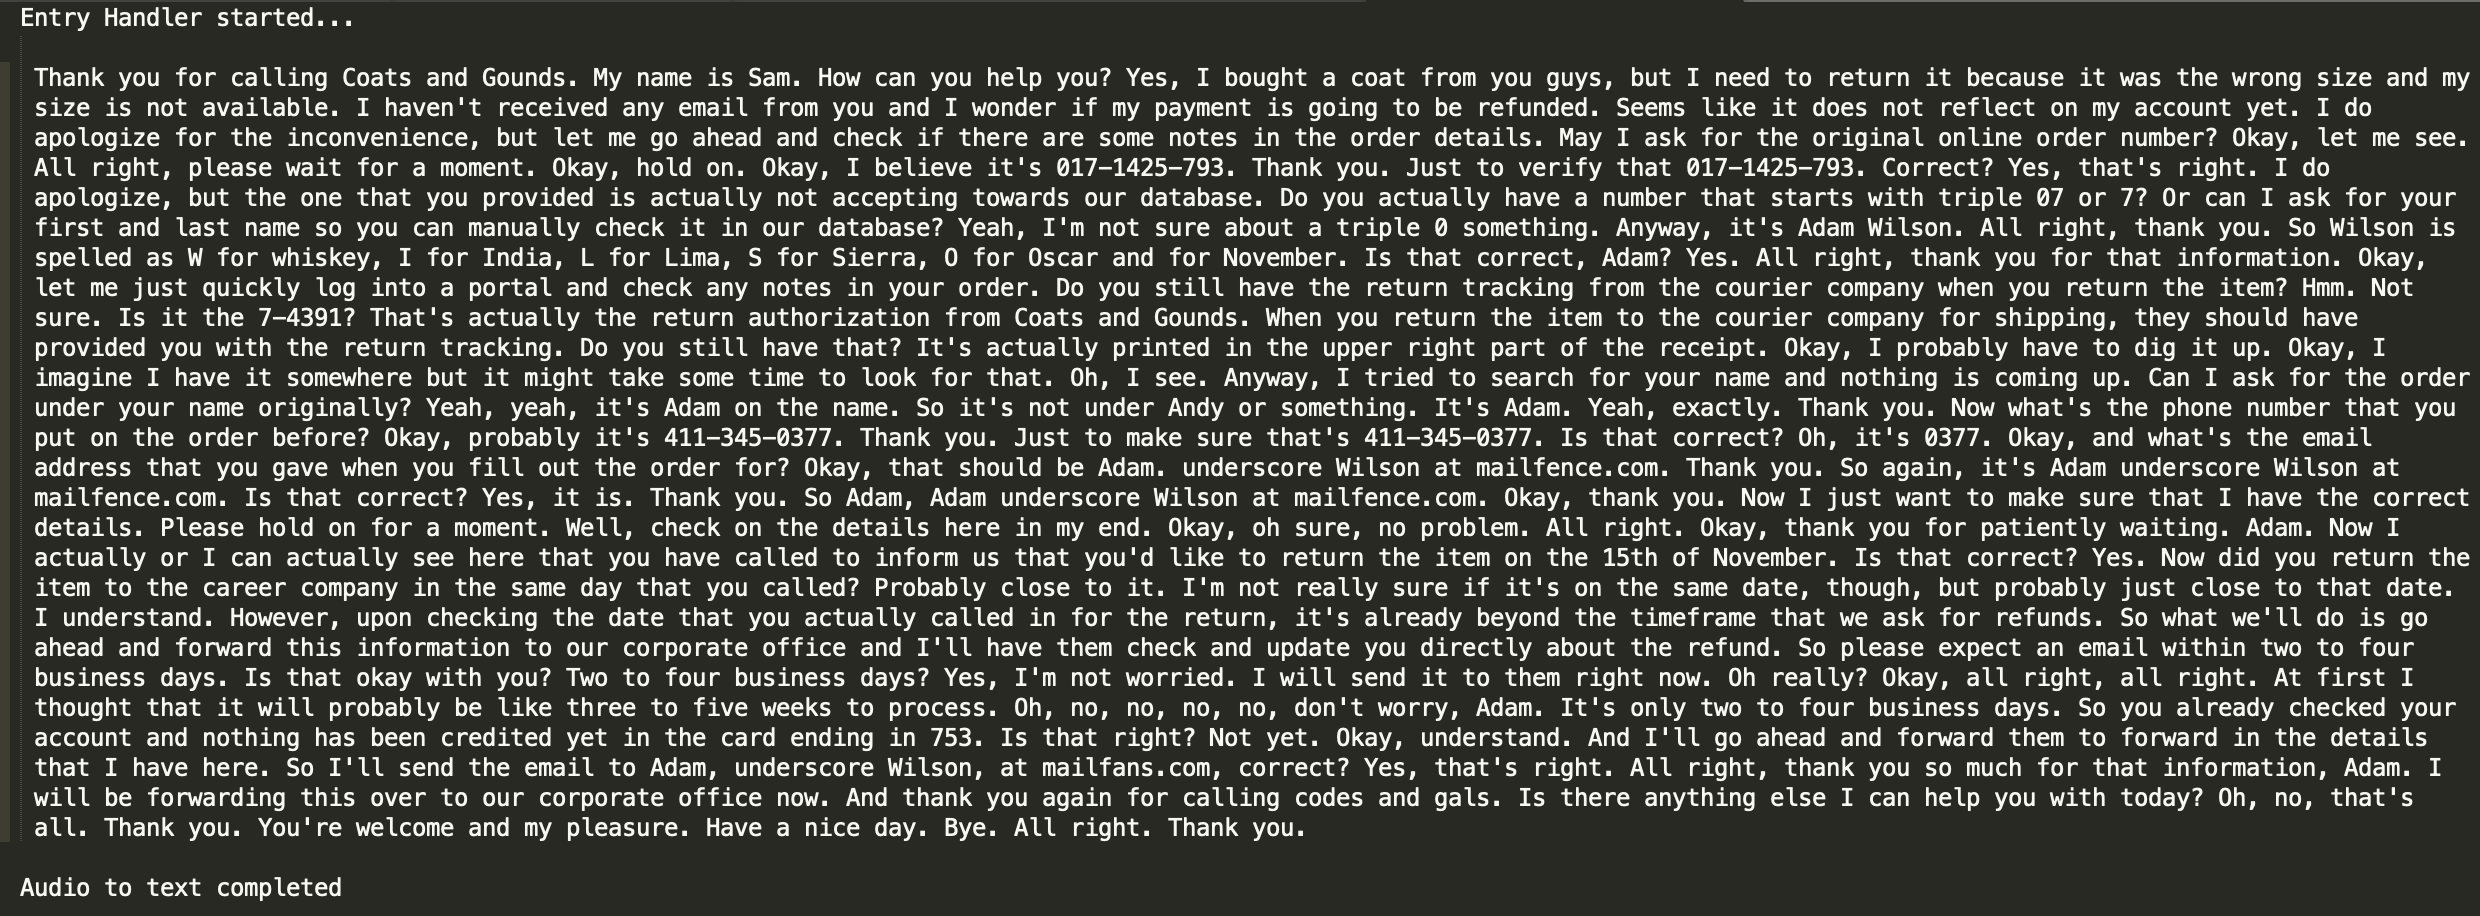 Entry Handler started...
Thank you for calling Coats and Gounds. My name is Sam. How can you help you? Yes, I bought a coat from you guys, but I need to return it because it was the wrong size and my
size is not available. I haven't received any email from you and I wonder if my payment is going to be refunded. Seems like it does not reflect on my account yet. I do
apologize for the inconvenience, but let me go ahead and check if there are some notes in the order details. May I ask for the original online order number? Okay, let me see.
All right, please wait for a moment. Okay, hold on. Okay, I believe it's 017-1425-793. Thank you. Just to verify that 017-1425-793. Correct? Yes, that's right. I do
apologize, but the one that you provided is actually not accepting towards our database. Do you actually have a number that starts with triple 07 or 7? Or can I ask for your
first and last name so you can manually check it in our database? Yeah, I'm not sure about a triple 0 something. Anyway, it's Adam Wilson. All right, thank you. So Wilson is
spelled as W for whiskey, I for India, L for Lima, S for Sierra, O for Oscar and for November. Is that correct, Adam? Yes. All right, thank you for that information. Okay,
let me just quickly log into a portal and check any notes in your order. Do you still have the return tracking from the courier company when you return the item? Hmm. Not
sure. Is it the 7-4391? That's actually the return authorization from Coats and Gounds. When you return the item to the courier company for shipping, they should have
provided you with the return tracking. Do you still have that? It's actually printed in the upper right part of the receipt. Okay, I probably have to dig it up. Okay, I
imagine I have it somewhere but it might take some time to look for that. Oh, I see. Anyway, I tried to search for your name and nothing is coming up. Can I ask for the order
under your name originally? Yeah, yeah, it's Adam on the name. So it's not under Andy or something. It's Adam. Yeah, exactly. Thank you. Now what's the phone number that you
put on the order before? Okay, probably it's 411-345-0377. Thank you. Just to make sure that's 411-345-0377. Is that correct? Oh, it's 0377. Okay, and what's the email
address that you gave when you fill out the order for? Okay, that should be Adam. underscore Wilson at mailfence.com. Thank you. So again, it's Adam underscore Wilson at
mailfence.com. Is that correct? Yes, it is. Thank you. So Adam, Adam underscore Wilson at mailfence.com. Okay, thank you. Now I just want to make sure that I have the correct
details. Please hold on for a moment. Well, check on the details here in my end. Okay, oh sure, no problem. All right. Okay, thank you for patiently waiting. Adam. Now I
actually or I can actually see here that you have called to inform us that you'd like to return the item on the 15th of November. Is that correct? Yes. Now did you return the
item to the career company in the same day that you called? Probably close to it. I'm not really sure if it's on the same date, though, but probably just close to that date.
I understand. However, upon checking the date that you actually called in for the return, it's already beyond the timeframe that we ask for refunds. So what we'll do is go
ahead and forward this information to our corporate office and I'll have them check and update you directly about the refund. So please expect an email within two to four
business days. Is that okay with you? Two to four business days? Yes, I'm not worried. I will send it to them right now. Oh really? Okay, all right, all right. At first I
thought that it will probably be like three to five weeks to process. Oh, no, no, no, no, don't worry, Adam. It's only two to four business days. So you already checked your
account and nothing has been credited yet in the card ending in 753. Is that right? Not yet. Okay, understand. And I'll go ahead and forward them to forward in the details
that I have here. So I'll send the email to Adam, underscore Wilson, at mailfans.com, correct? Yes, that's right. All right, thank you so much for that information, Adam. I
will be forwarding this over to our corporate office now. And thank you again for calling codes and gals. Is there anything else I can help you with today? Oh, no, that's
all. Thank you. You're welcome and my pleasure. Have a nice day. Bye. All right. Thank you.
Audio to text completed